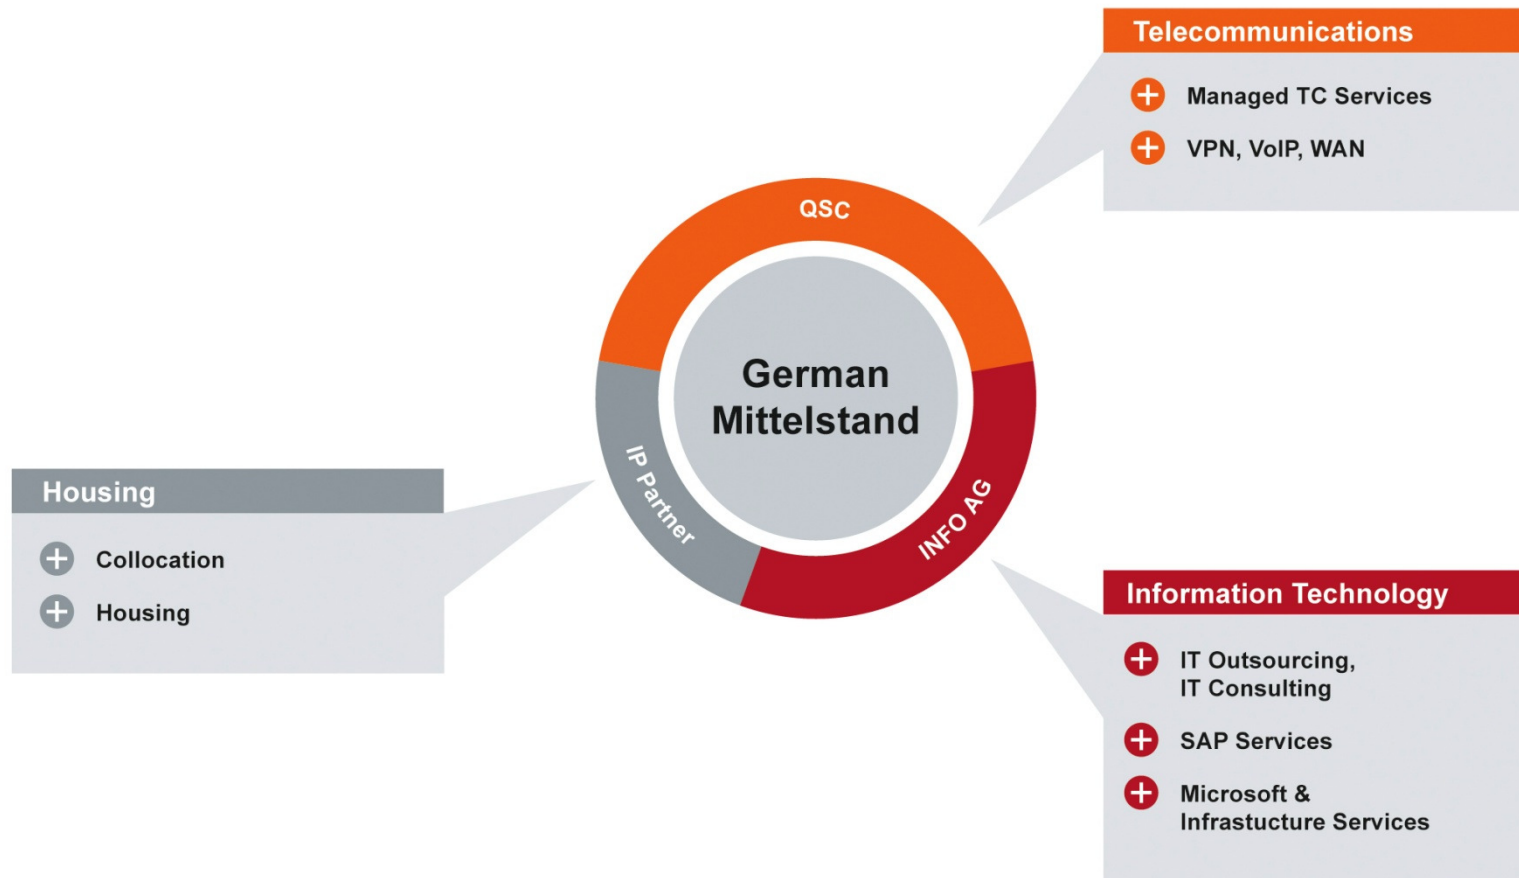 Telecommunications
Managed TC Services
VPN, VoIP, WAN
QSC
German
Mittelstand
IP Partner
INFO AG
Housing
Collocation
Housing
Information Technology
IT Outsourcing,
IT Consulting
SAP Services
Microsoft &
Infrastucture Services